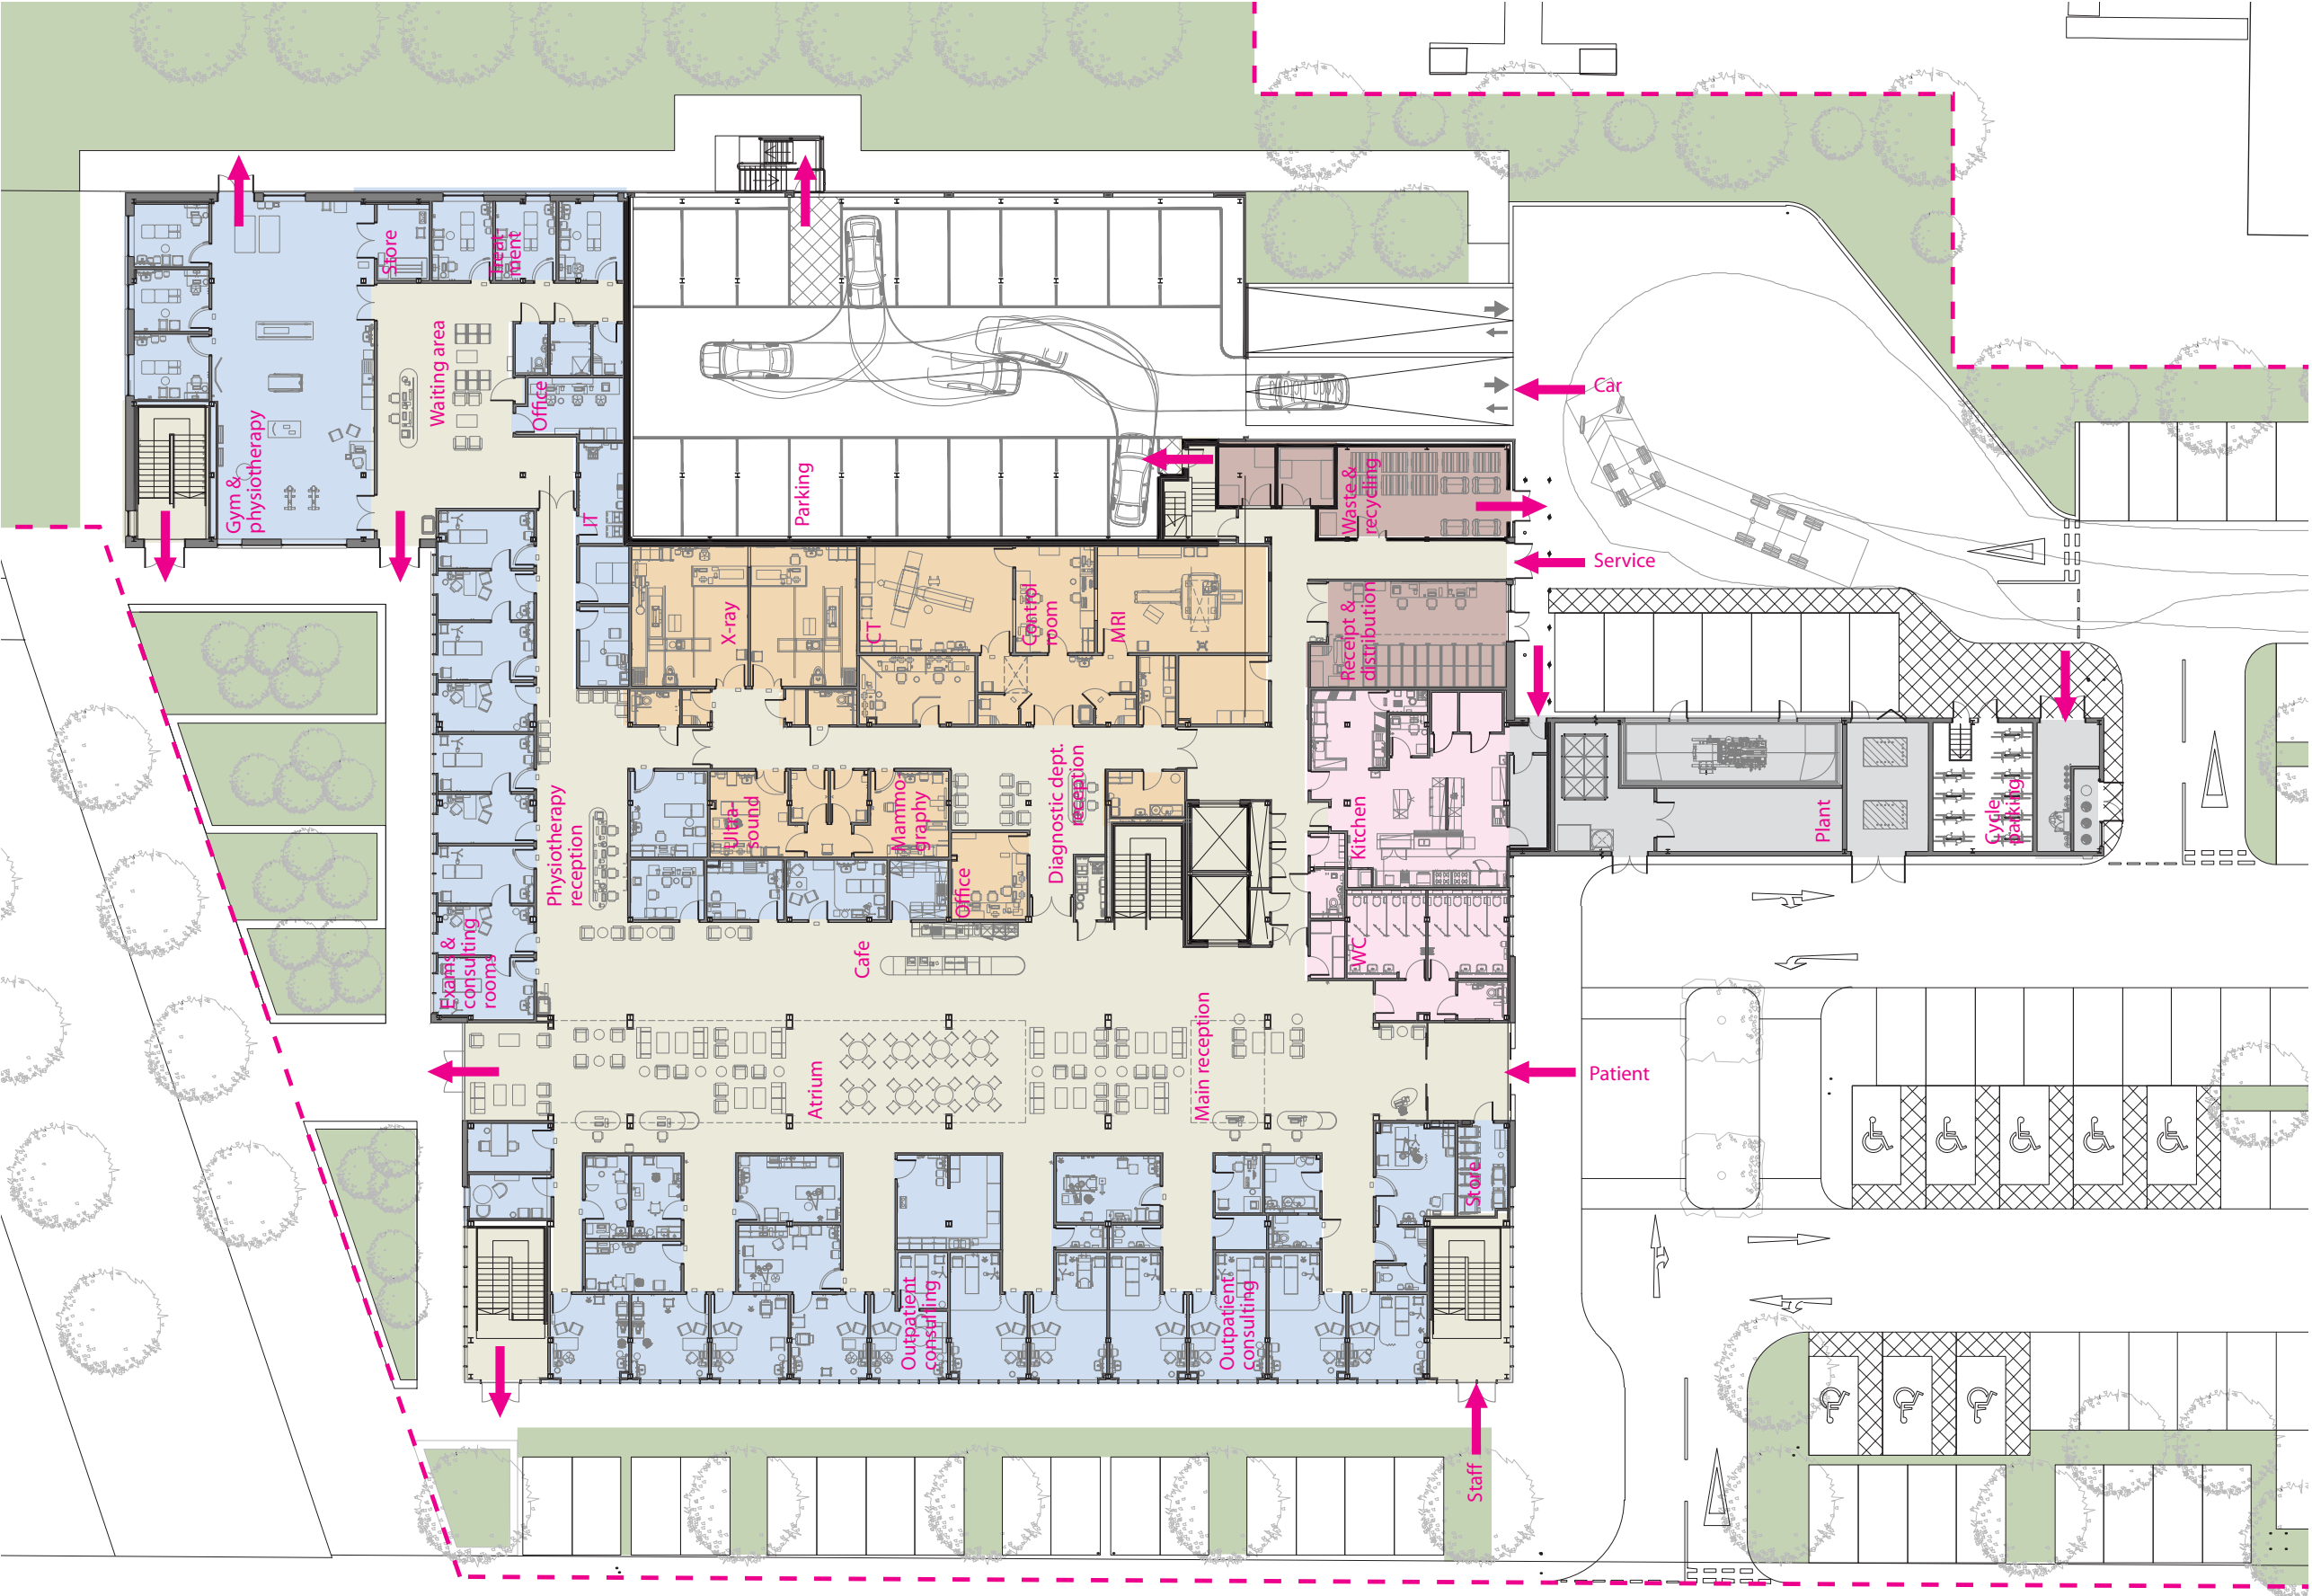 Store
Treat-
ment
Waiting area
Office
Gym &
physiotherapy
IT
Parking
Car
Waste &
recycling
Service
X-ray
CT
Control
room
MRI
Receipt &
distribution
Physiotherapy
reception
Ultra-
sound
Mammo-
graphy
Diagnostic dept.
reception
Kitchen
Plant
Cycle
parking
Office
Exams &
consulting
rooms
Cafe
WC
Atrium
Main reception
Patient
Store
Outpatient
consulting
Outpatient
consulting
Staff